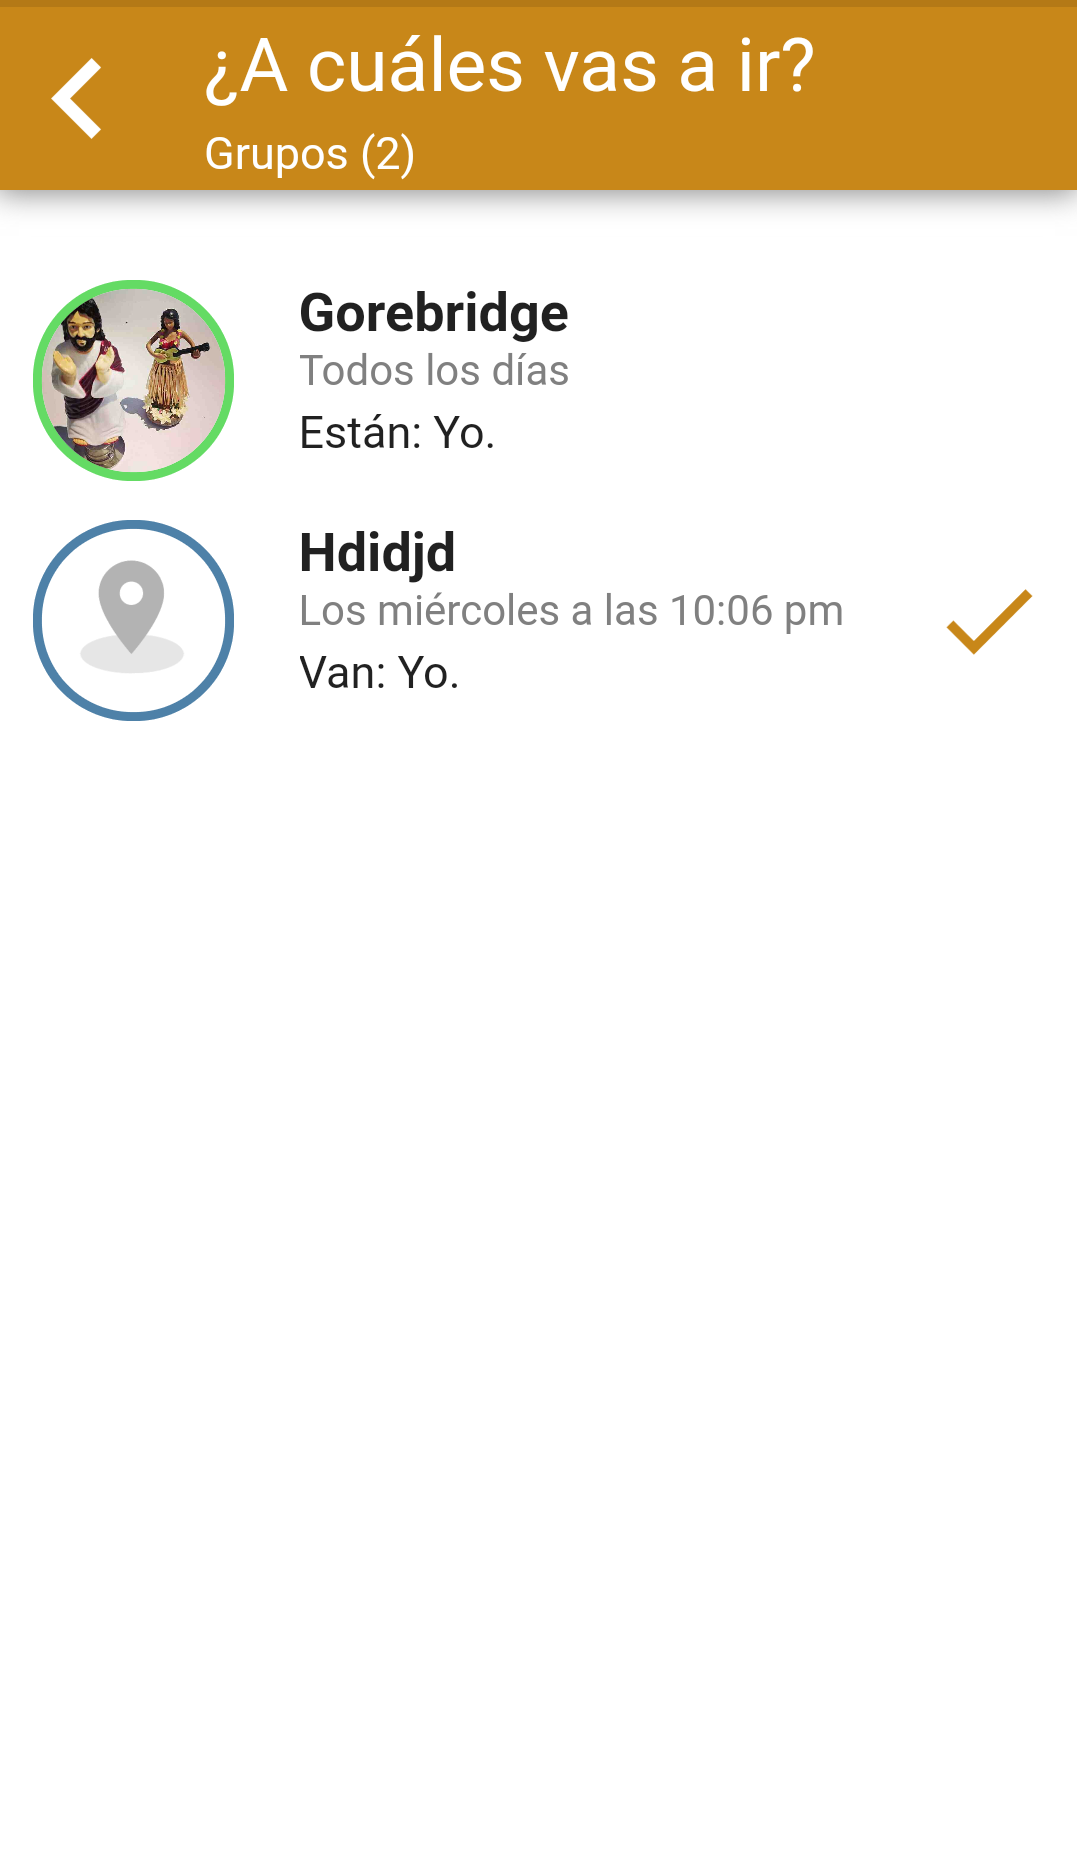 ¿A cuáles vas a ir?
Grupos (2)
Gorebridge
Todos los días
Están: Yo.
Hdidjd
Los miércoles a las 10:06 pm
Van: Yo.